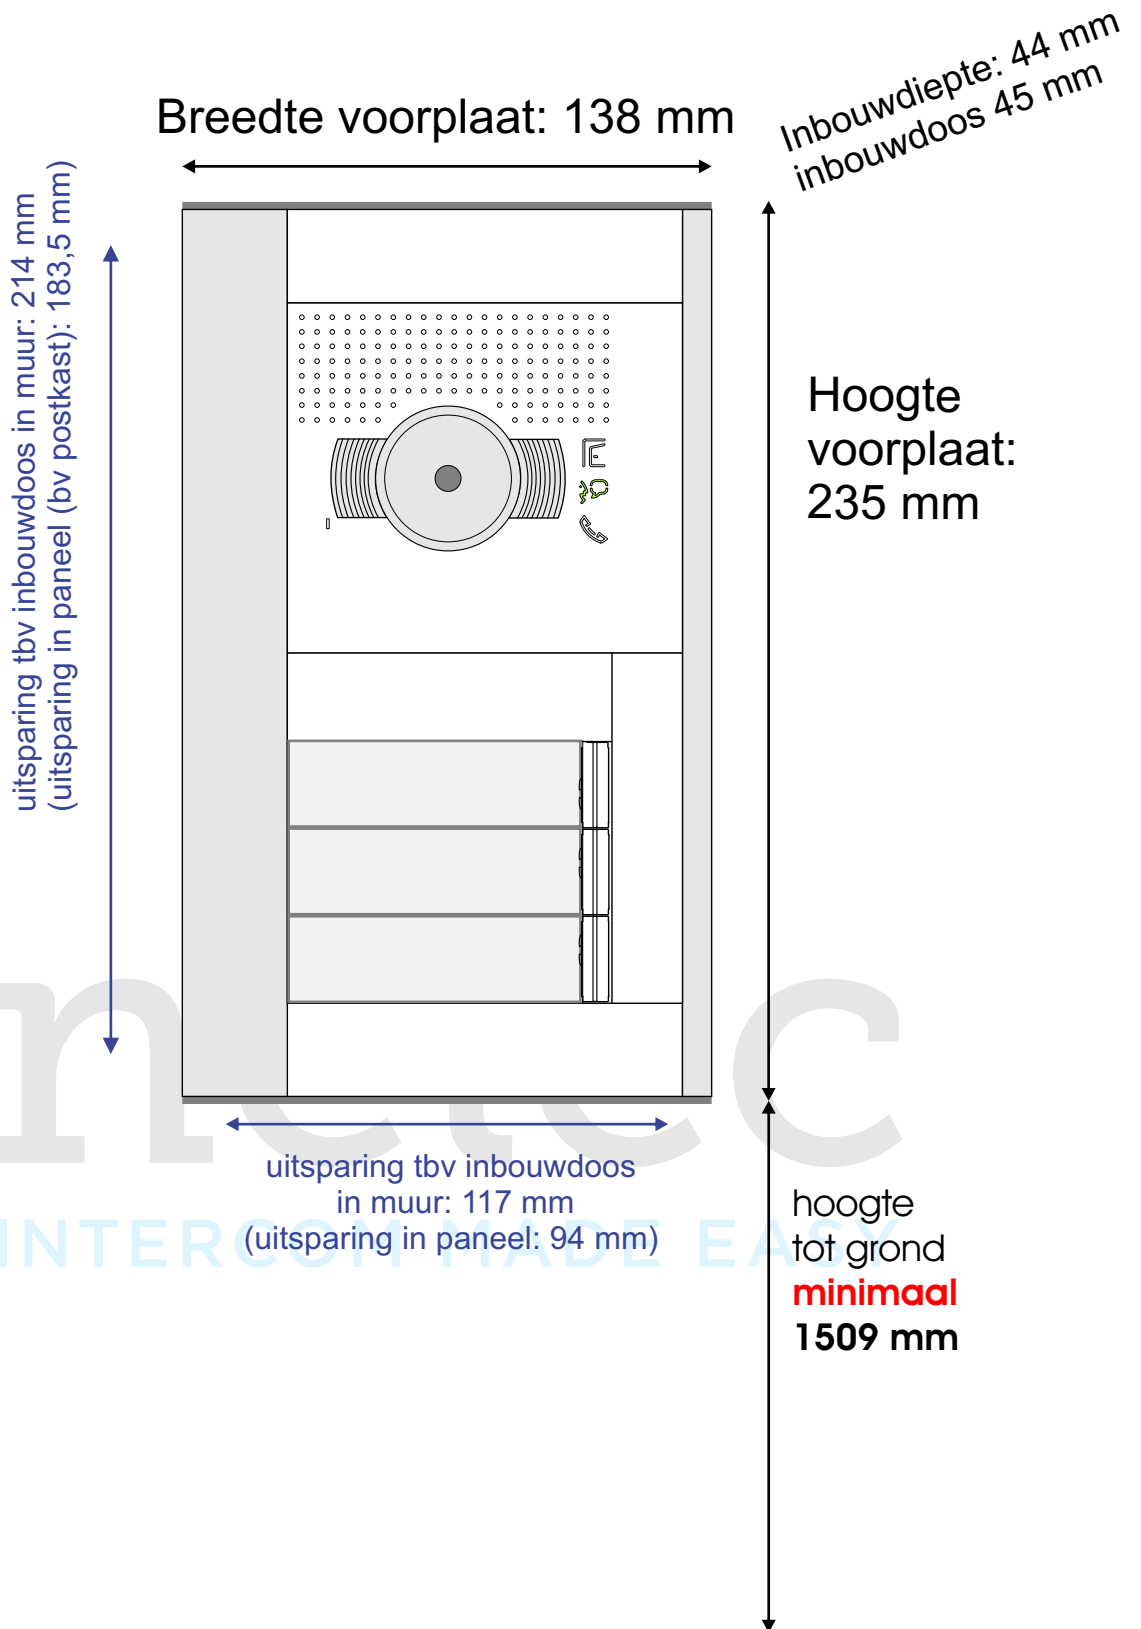 Breedte voorplaat: 138 mm
Inbouwdiepte: 44 mm
inbouwdoos 45 mm
uitsparing tbv inbouwdoos in muur: 214 mm
(uitsparing in paneel (bv postkast): 183,5 mm)
Hoogte
voorplaat:
235 mm
uitsparing tbv inbouwdoos
in muur: 117 mm
(uitsparing in paneel: 94 mm)
hoogte
tot grond
minimaal
1509 mm
nelec
INTERCOM MADE EASY